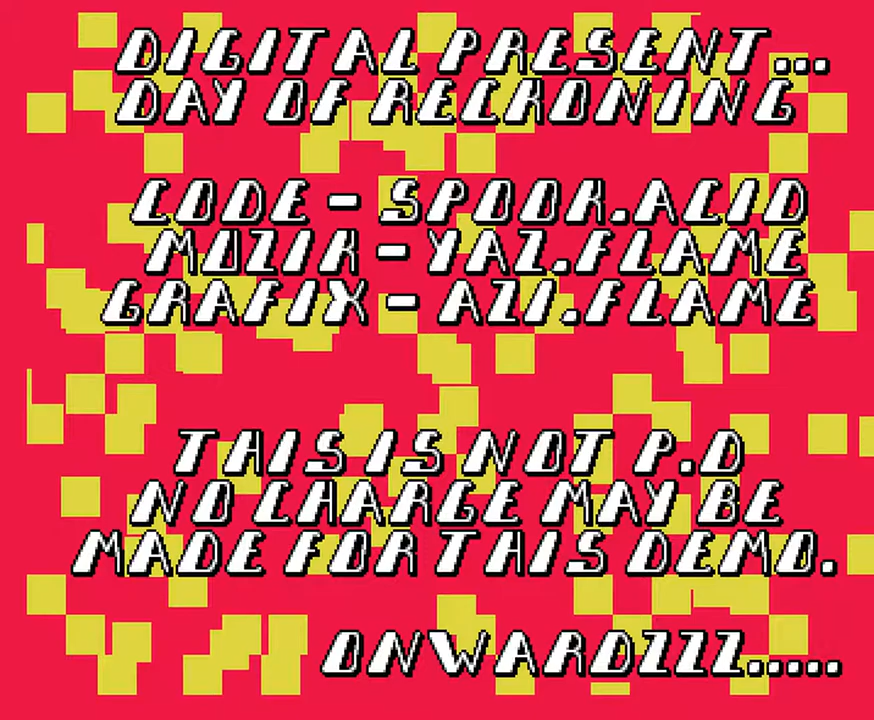 DIGITAL PRESENT...
DAY OF RECKONING
CODE - SPOOK.ACID
MUZIK - YAZ.FLAME
GRAFIX - AZI.FLAME
THIS IS NOT P.D
NO CHARGE MAY BE
MADE FOR THIS DEMO.
ONWARDZZZ.....